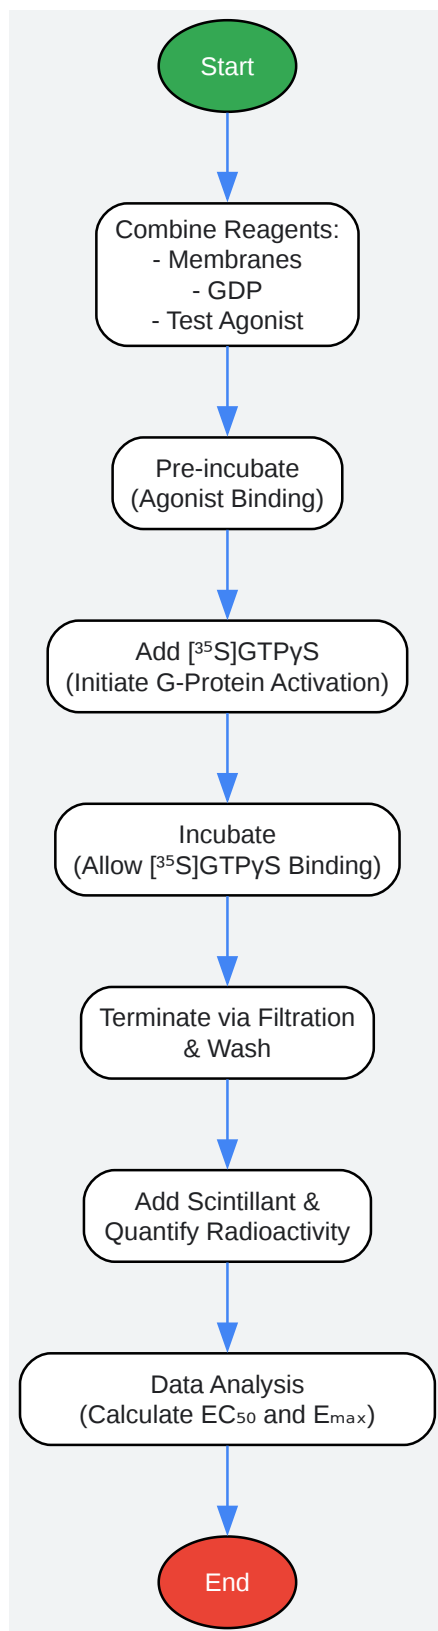 Start
Combine Reagents:
- Membranes
- GDP
- Test Agonist
Pre-incubate
(Agonist Binding)
Add [³⁵S]GTPγS
(Initiate G-Protein Activation)
Incubate
(Allow [³⁵S]GTPγS Binding)
Terminate via Filtration
& Wash
Add Scintillant &
Quantify Radioactivity
Data Analysis
(Calculate EC₅₀ and Eₘₐₓ)
End